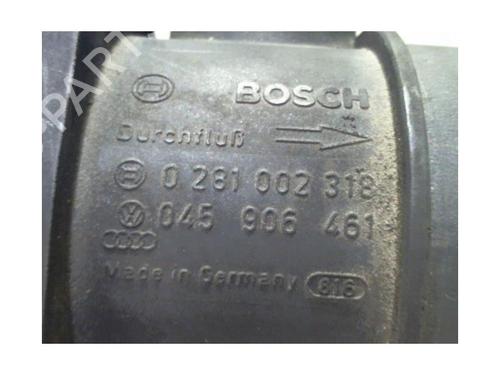 BOSCH
Durchfluß
0 281 002 318
045 906 461
Made in Germany 816